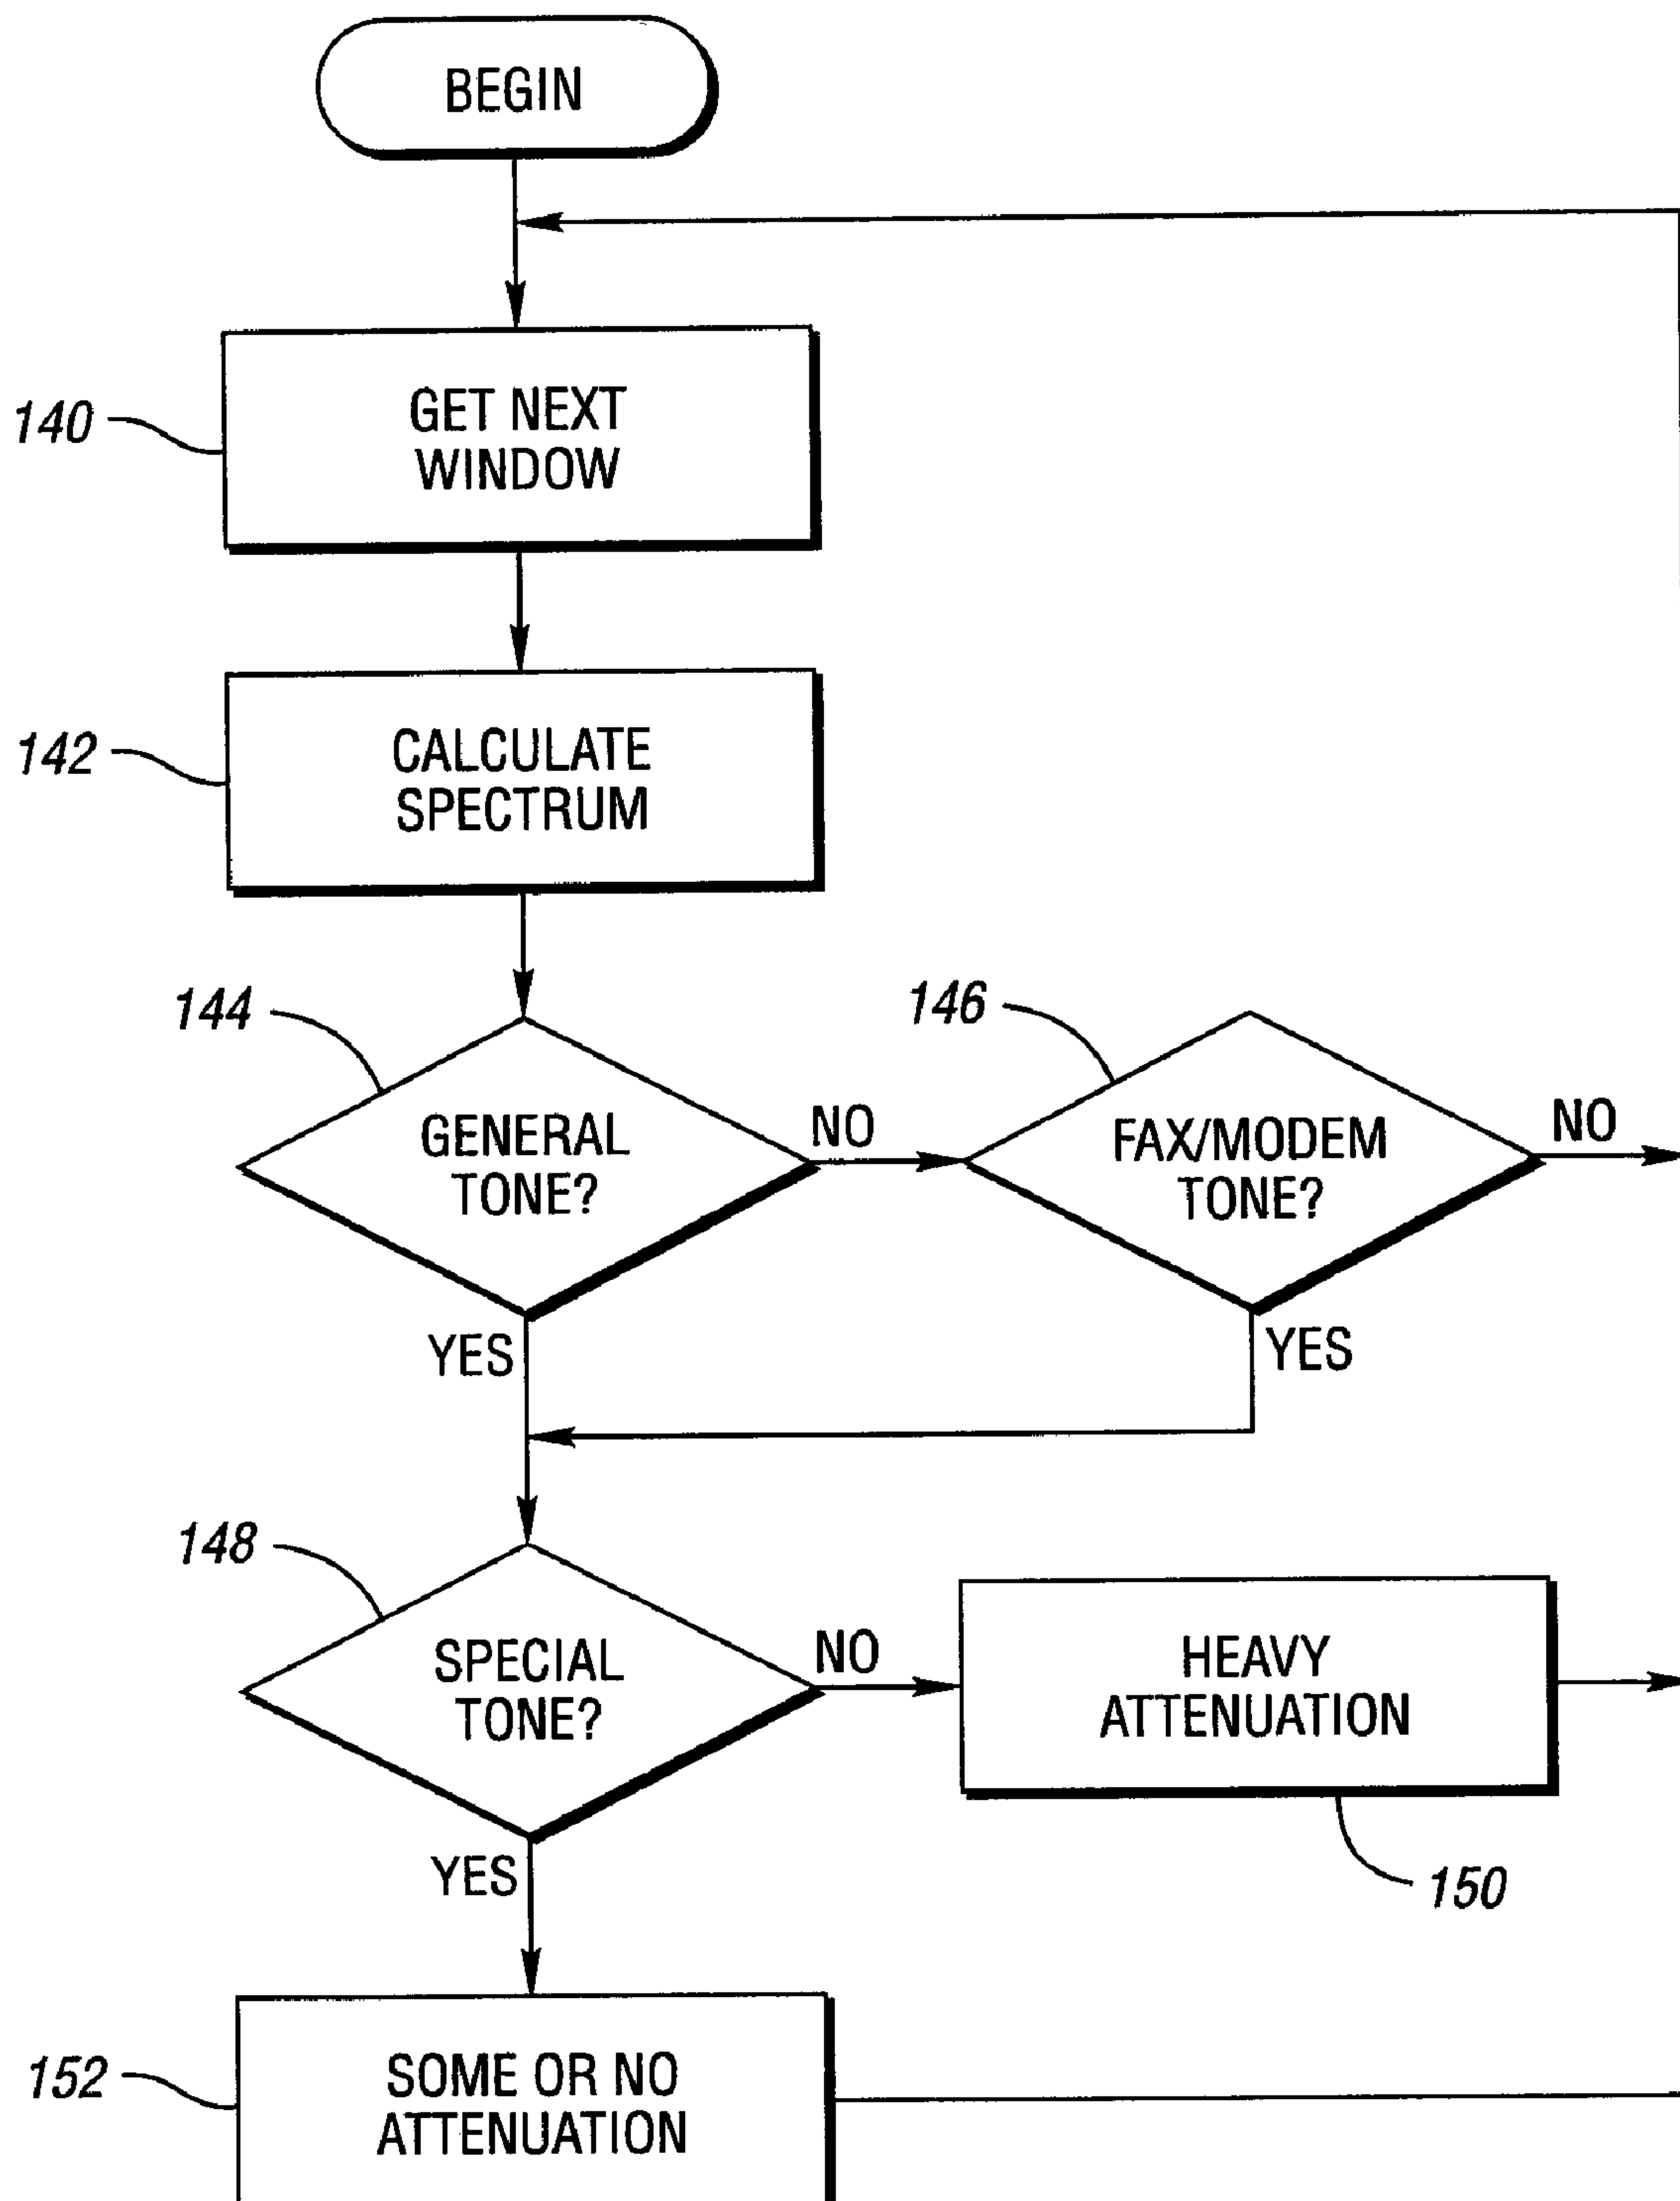 BEGIN
140
GET NEXT
WINDOW
142
CALCULATE
SPECTRUM
144
146
GENERAL
TONE?
NO
FAX/MODEM
TONE?
NO
YES
YES
148
SPECIAL
TONE?
NO
HEAVY
ATTENUATION
150
YES
152
SOME OR NO
ATTENUATION